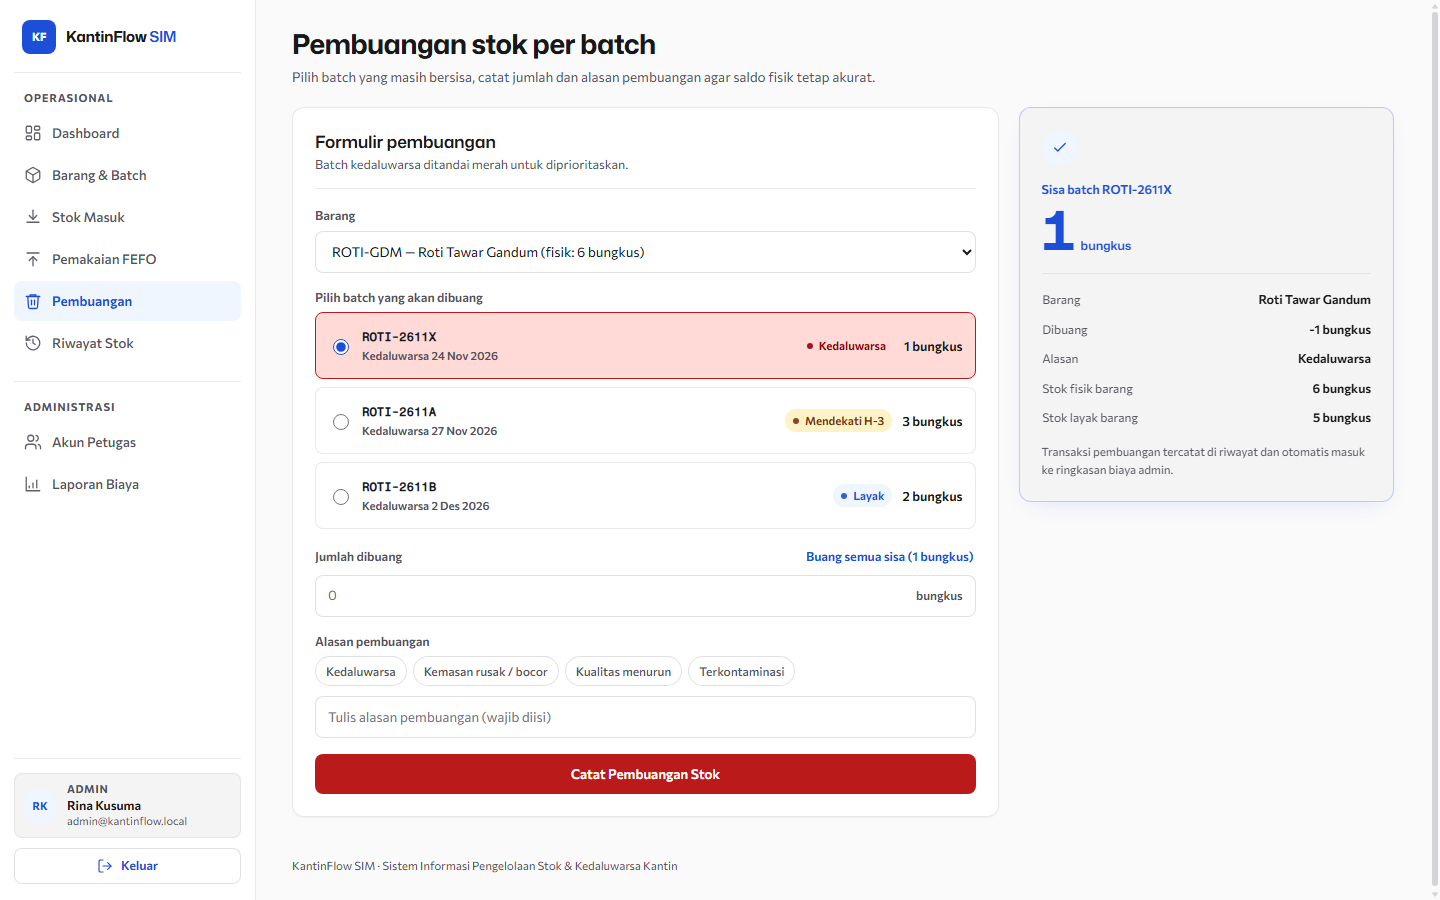 KF
KantinFlow SIM
OPERASIONAL
Dashboard
Barang & Batch
Stok Masuk
Pemakaian FEFO
Pembuangan
Riwayat Stok
ADMINISTRASI
Akun Petugas
Laporan Biaya
RK
ADMIN
Rina Kusuma
admin@kantinflow.local
Keluar
Pembuangan stok per batch
Pilih batch yang masih bersisa, catat jumlah dan alasan pembuangan agar saldo fisik tetap akurat.
Formulir pembuangan
Batch kedaluwarsa ditandai merah untuk diprioritaskan.
Barang
ROTI-GDM — Roti Tawar Gandum (fisik: 6 bungkus)
Pilih batch yang akan dibuang
ROTI-2611X
Kedaluwarsa 24 Nov 2026
Kedaluwarsa
1 bungkus
ROTI-2611A
Kedaluwarsa 27 Nov 2026
Mendekati H-3
3 bungkus
ROTI-2611B
Kedaluwarsa 2 Des 2026
Layak
2 bungkus
Jumlah dibuang
Buang semua sisa (1 bungkus)
0
bungkus
Alasan pembuangan
Kedaluwarsa
Kemasan rusak / bocor
Kualitas menurun
Terkontaminasi
Tulis alasan pembuangan (wajib diisi)
Catat Pembuangan Stok
Sisa batch ROTI-2611X
1 bungkus
Barang Roti Tawar Gandum
Dibuang -1 bungkus
Alasan Kedaluwarsa
Stok fisik barang 6 bungkus
Stok layak barang 5 bungkus
Transaksi pembuangan tercatat di riwayat dan otomatis masuk
ke ringkasan biaya admin.
KantinFlow SIM · Sistem Informasi Pengelolaan Stok & Kedaluwarsa Kantin